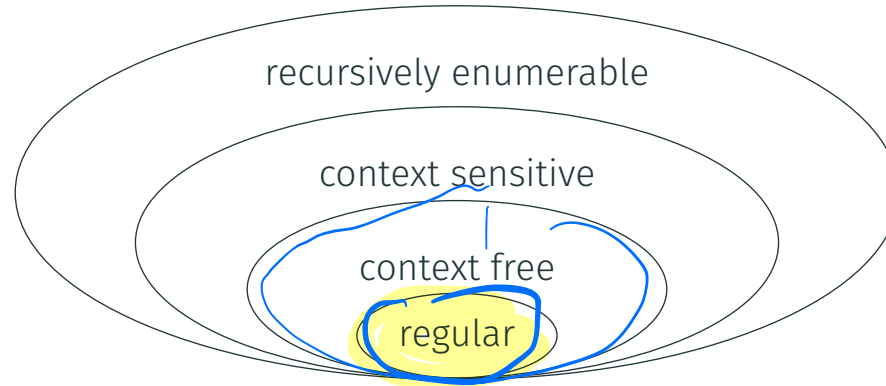 recursively enumerable
context sensitive
context free
regular